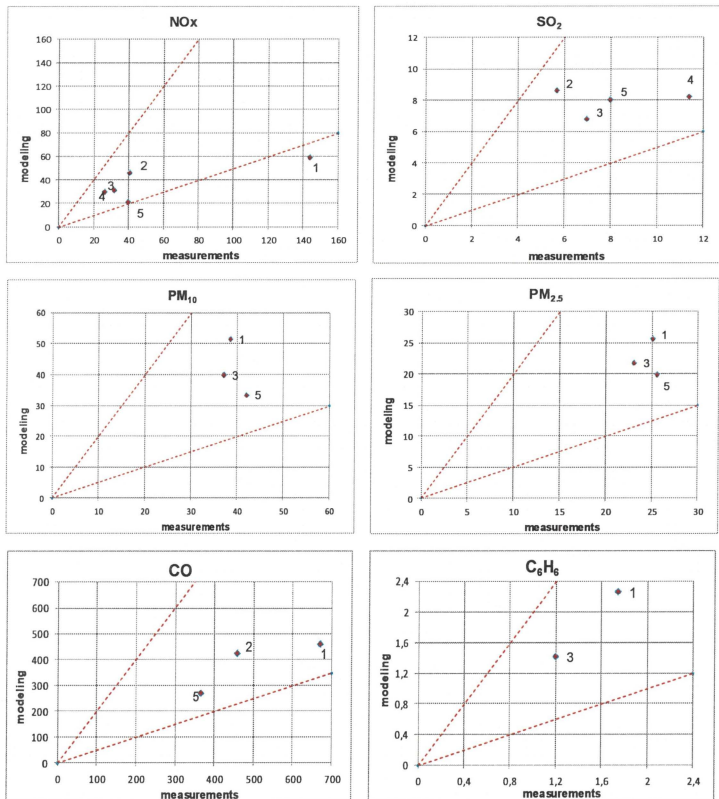 NOx
160
140
120
100
80
60
40
20
0
modeling
2
3
4
5
1
0 20 40 60 80 100 120 140 160
measurements
SO₂
12
10
8
6
4
2
0
modeling
2
5
4
3
0 2 4 6 8 10 12
measurements
PM₁₀
60
50
40
30
20
10
0
modeling
1
3
5
0 10 20 30 40 50 60
measurements
PM₂.₅
30
25
20
15
10
5
0
modeling
1
3
5
0 5 10 15 20 25 30
measurements
CO
700
600
500
400
300
200
100
0
modeling
2
1
5
0 100 200 300 400 500 600 700
measurements
C₆H₆
2,4
2
1,6
1,2
0,8
0,4
0
modeling
1
3
0 0,4 0,8 1,2 1,6 2 2,4
measurements